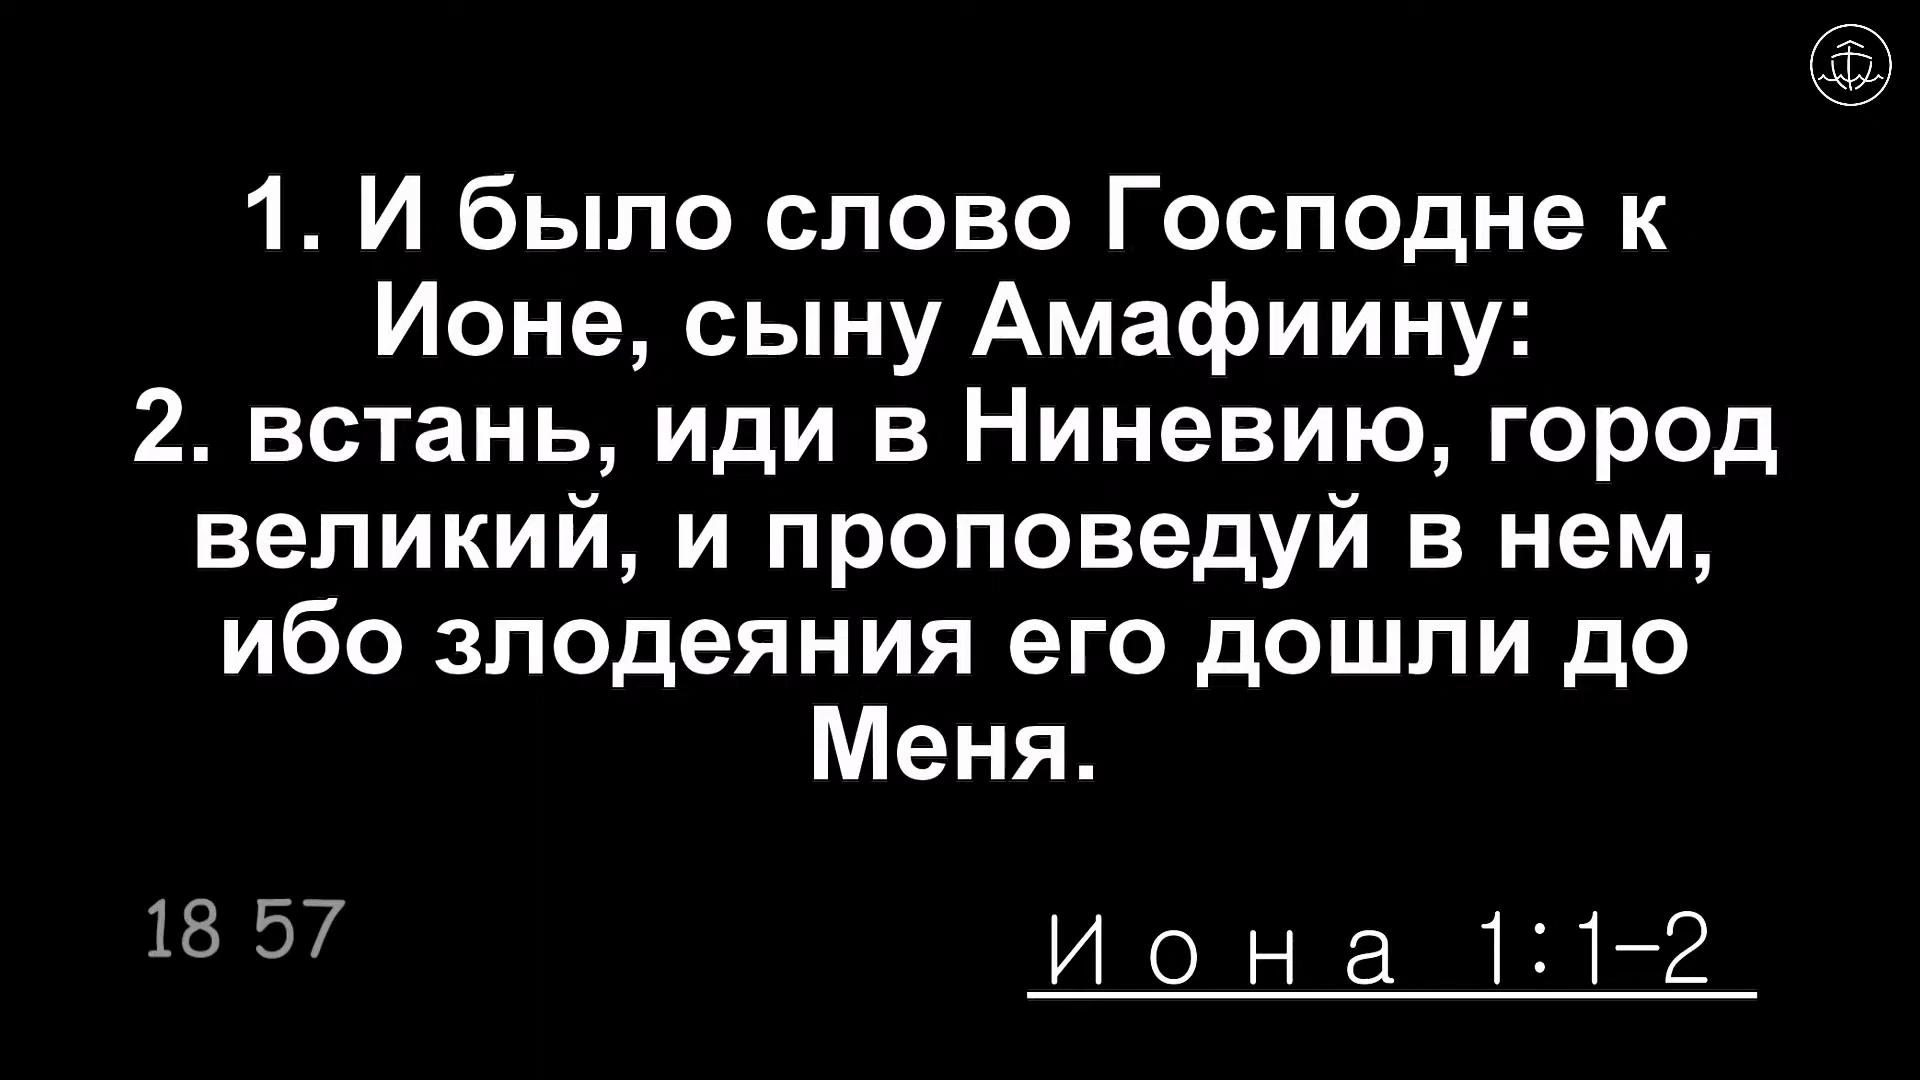 1. И было слово Господне к
Ионе, сыну Амафиину:
2. встань, иди в Ниневию, город
великий, и проповедуй в нем,
ибо злодеяния его дошли до
Меня.
18 57
Иона 1:1-2